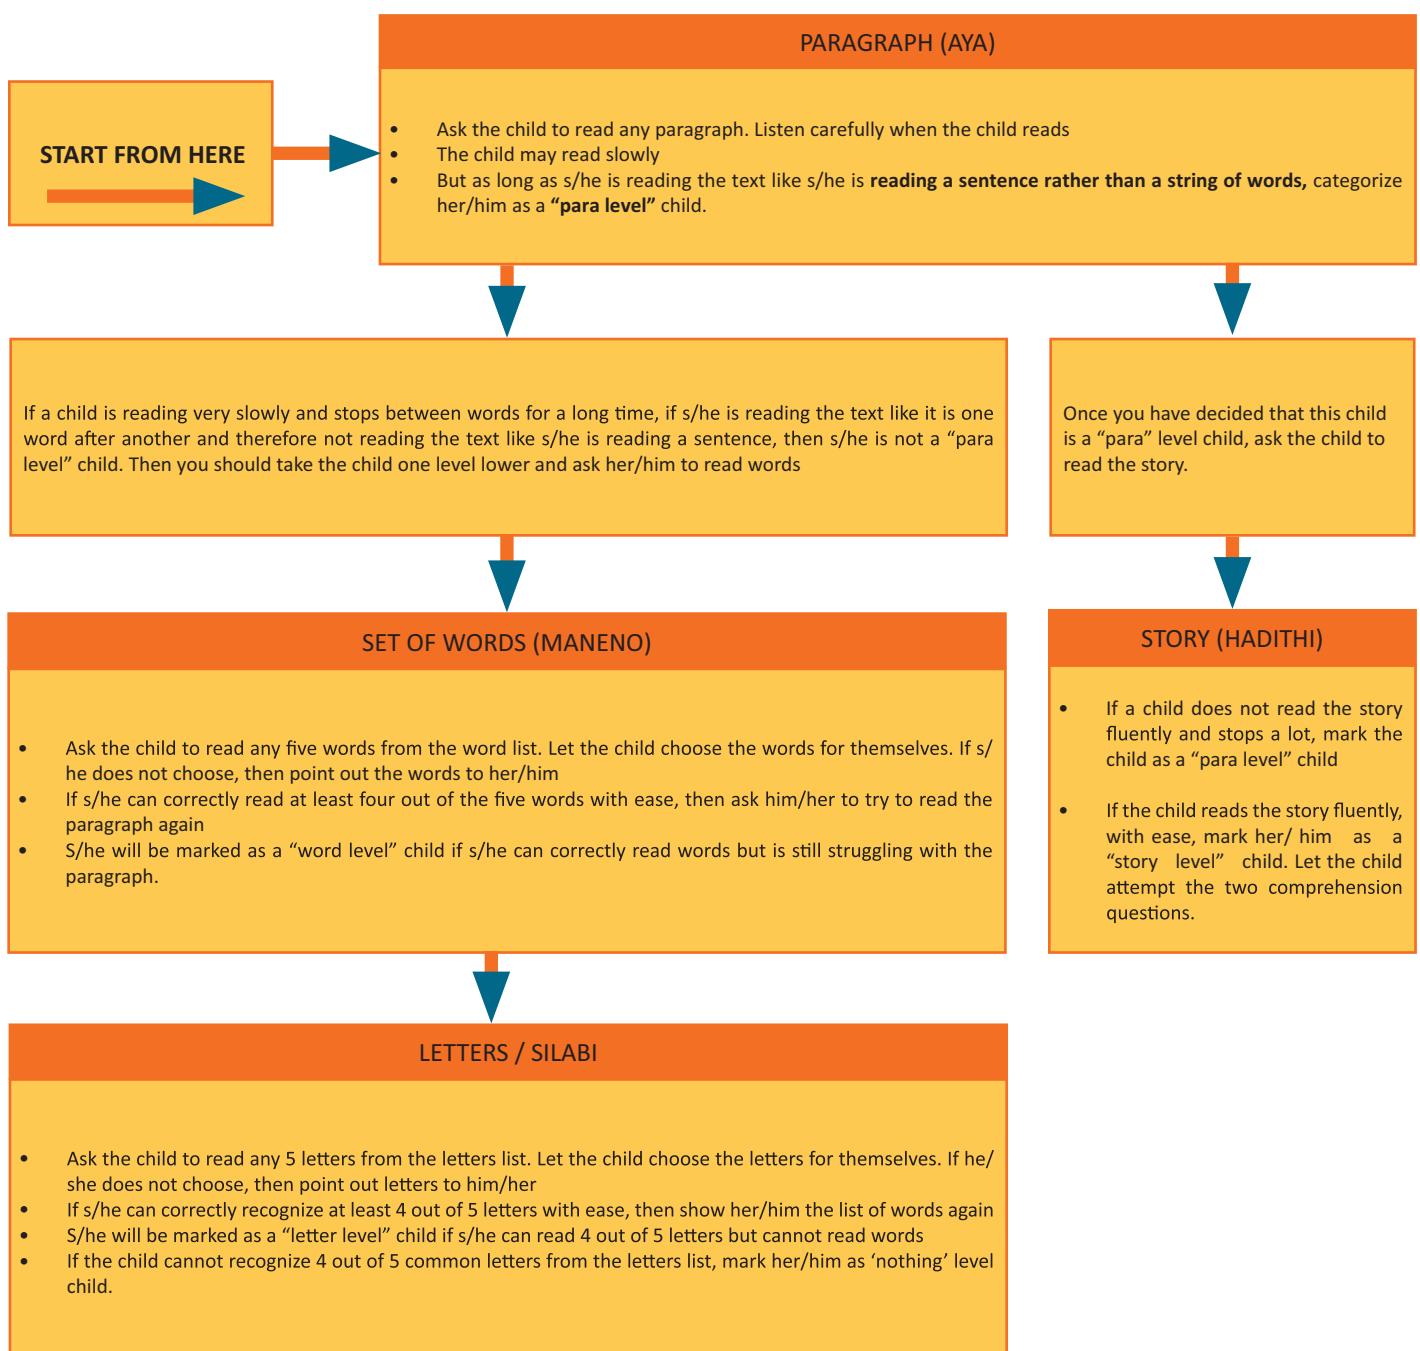 PARAGRAPH (AYA)
START FROM HERE
• Ask the child to read any paragraph. Listen carefully when the child reads
• The child may read slowly
• But as long as s/he is reading the text like s/he is reading a sentence rather than a string of words, categorize
her/him as a “para level” child.
If a child is reading very slowly and stops between words for a long time, if s/he is reading the text like it is one
word after another and therefore not reading the text like s/he is reading a sentence, then s/he is not a “para
level” child. Then you should take the child one level lower and ask her/him to read words
Once you have decided that this child
is a “para” level child, ask the child to
read the story.
SET OF WORDS (MANENO)
• Ask the child to read any five words from the word list. Let the child choose the words for themselves. If s/
he does not choose, then point out the words to her/him
• If s/he can correctly read at least four out of the five words with ease, then ask him/her to try to read the
paragraph again
• S/he will be marked as a “word level” child if s/he can correctly read words but is still struggling with the
paragraph.
STORY (HADITHI)
• If a child does not read the story
fluently and stops a lot, mark the
child as a “para level” child
• If the child reads the story fluently,
with ease, mark her/ him as a
“story level” child. Let the child
attempt the two comprehension
questions.
LETTERS / SILABI
• Ask the child to read any 5 letters from the letters list. Let the child choose the letters for themselves. If he/
she does not choose, then point out letters to him/her
• If s/he can correctly recognize at least 4 out of 5 letters with ease, then show her/him the list of words again
• S/he will be marked as a “letter level” child if s/he can read 4 out of 5 letters but cannot read words
• If the child cannot recognize 4 out of 5 common letters from the letters list, mark her/him as ‘nothing’ level
child.